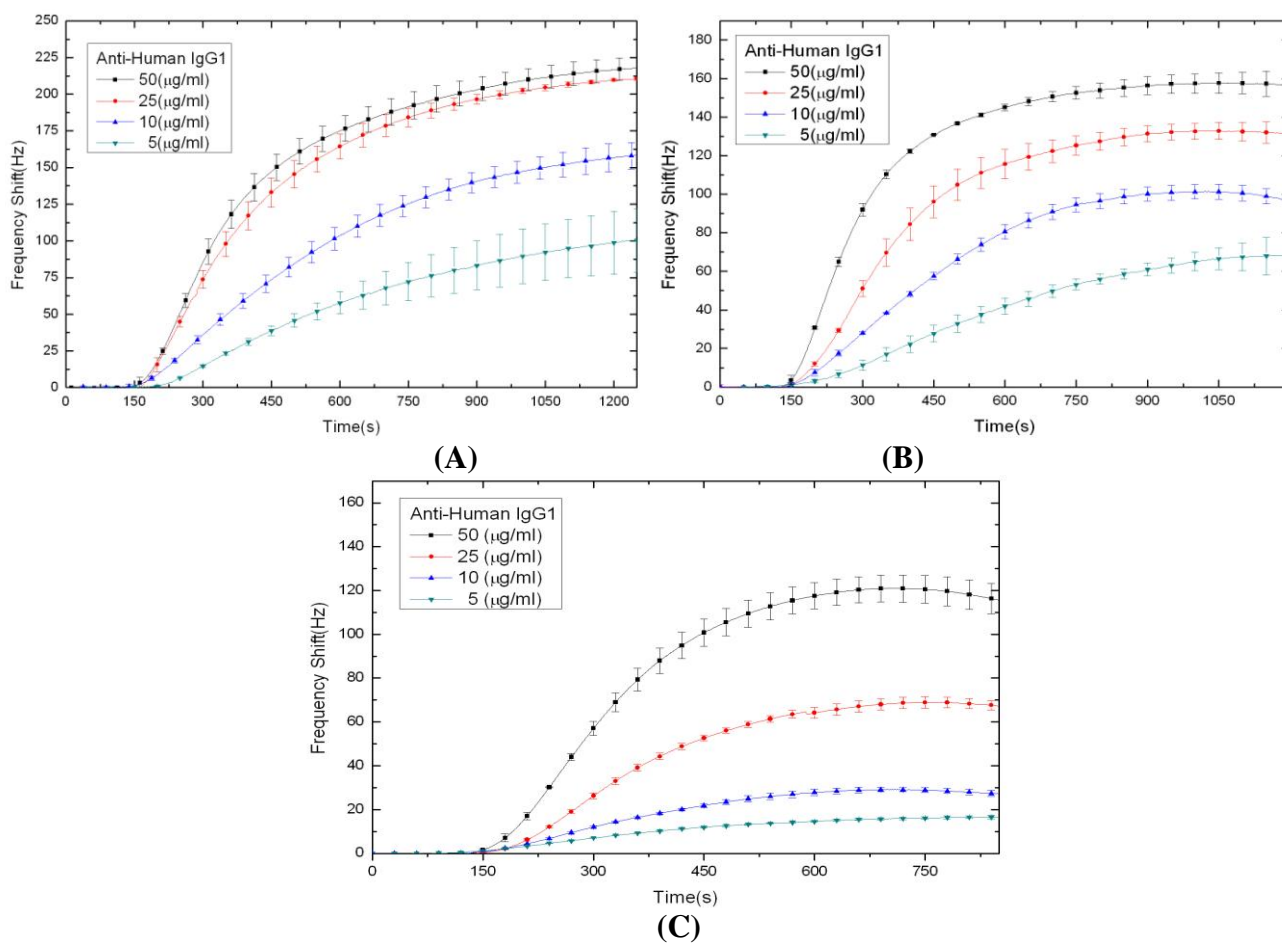 Anti-Human IgG1
50(μg/ml)
25(μg/ml)
10(μg/ml)
5(μg/ml)
Frequency Shift(Hz)
250
225
200
175
150
125
100
75
50
25
0
0 150 300 450 600 750 900 1050 1200
Time(s)
(A)
Anti-Human IgG1
50(μg/ml)
25(μg/ml)
10(μg/ml)
5(μg/ml)
Frequency Shift(Hz)
180
160
140
120
100
80
60
40
20
0
0 150 300 450 600 750 900 1050
Time(s)
(B)
Anti-Human IgG1
50 (μg/ml)
25 (μg/ml)
10 (μg/ml)
5 (μg/ml)
Frequency Shift(Hz)
160
140
120
100
80
60
40
20
0
0 150 300 450 600 750
Time(s)
(C)